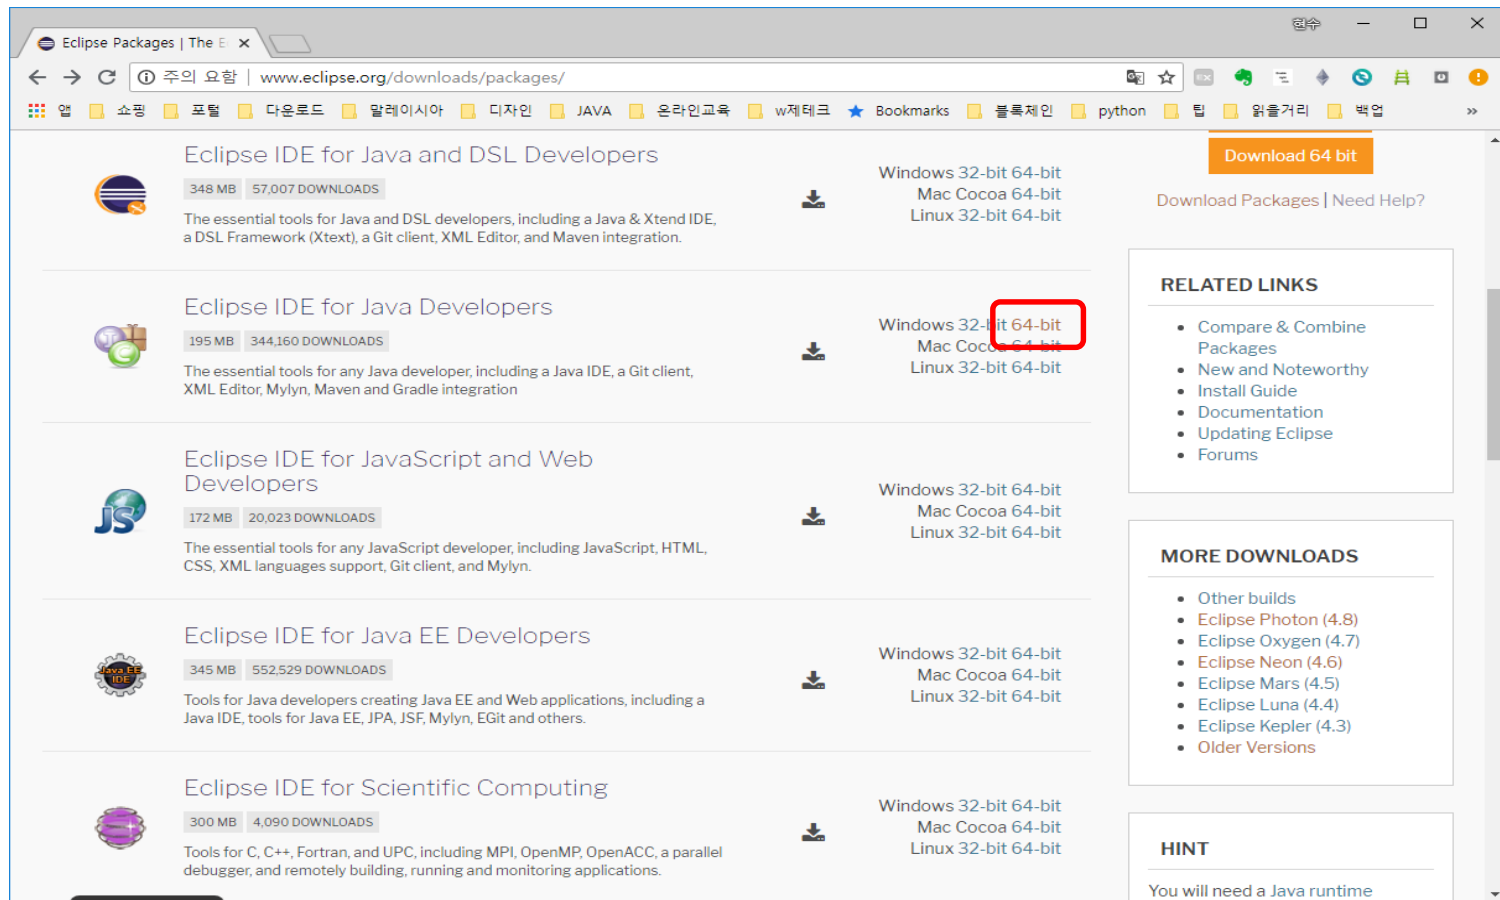 현수
Eclipse Packages | The E
주의 요함 | www.eclipse.org/downloads/packages/
앱 쇼핑 포털 다운로드 말레이시아 디자인 JAVA 온라인교육 w제테크 Bookmarks 블록체인 python 팁 읽을거리 백업 »
Eclipse IDE for Java and DSL Developers
348 MB 57,007 DOWNLOADS
The essential tools for Java and DSL developers, including a Java & Xtend IDE,
a DSL Framework (Xtext), a Git client, XML Editor, and Maven integration.
Windows 32-bit 64-bit
Mac Cocoa 64-bit
Linux 32-bit 64-bit
Eclipse IDE for Java Developers
195 MB 344,160 DOWNLOADS
The essential tools for any Java developer, including a Java IDE, a Git client,
XML Editor, Mylyn, Maven and Gradle integration
Windows 32-bit 64-bit
Mac Cocoa 64-bit
Linux 32-bit 64-bit
Eclipse IDE for JavaScript and Web
Developers
172 MB 20,023 DOWNLOADS
The essential tools for any JavaScript developer, including JavaScript, HTML,
CSS, XML languages support, Git client, and Mylyn.
Windows 32-bit 64-bit
Mac Cocoa 64-bit
Linux 32-bit 64-bit
Eclipse IDE for Java EE Developers
345 MB 552,529 DOWNLOADS
Tools for Java developers creating Java EE and Web applications, including a
Java IDE, tools for Java EE, JPA, JSF, Mylyn, EGit and others.
Java EE
IDE
Windows 32-bit 64-bit
Mac Cocoa 64-bit
Linux 32-bit 64-bit
Eclipse IDE for Scientific Computing
300 MB 4,090 DOWNLOADS
Tools for C, C++, Fortran, and UPC, including MPI, OpenMP, OpenACC, a parallel
debugger, and remotely building, running and monitoring applications.
Windows 32-bit 64-bit
Mac Cocoa 64-bit
Linux 32-bit 64-bit
Download 64 bit
Download Packages | Need Help?
RELATED LINKS
Compare & Combine
Packages
New and Noteworthy
Install Guide
Documentation
Updating Eclipse
Forums
MORE DOWNLOADS
Other builds
Eclipse Photon (4.8)
Eclipse Oxygen (4.7)
Eclipse Neon (4.6)
Eclipse Mars (4.5)
Eclipse Luna (4.4)
Eclipse Kepler (4.3)
Older Versions
HINT
You will need a Java runtime